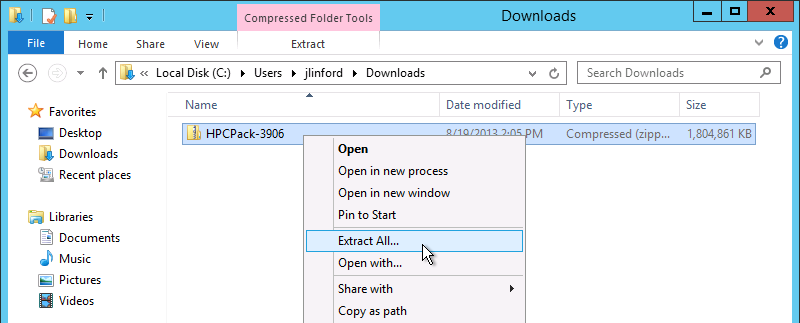 Compressed Folder Tools
Downloads
File
Home
Share
View
Extract
Local Disk (C:)
Users
jlinford
Downloads
Search Downloads
Name
Date modified
Type
Size
Favorites
Desktop
Downloads
Recent places
Libraries
Documents
Music
Pictures
Videos
HPCPack-3906
8/19/2013 2:05 PM
Compressed (zipp...
1,804,861 KB
Open
Open in new process
Open in new window
Pin to Start
Extract All...
Open with...
Share with
Copy as path